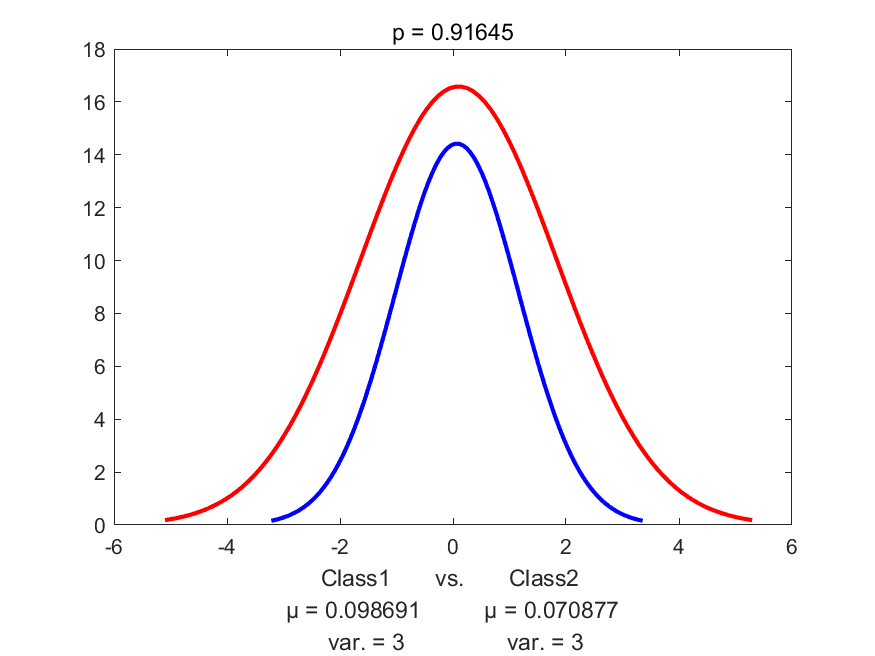 p = 0.91645
18
16
14
12
10
8
6
4
2
0
-6 -4 -2 0 2 4 6
Class1 vs. Class2
μ = 0.098691 μ = 0.070877
var. = 3 var. = 3